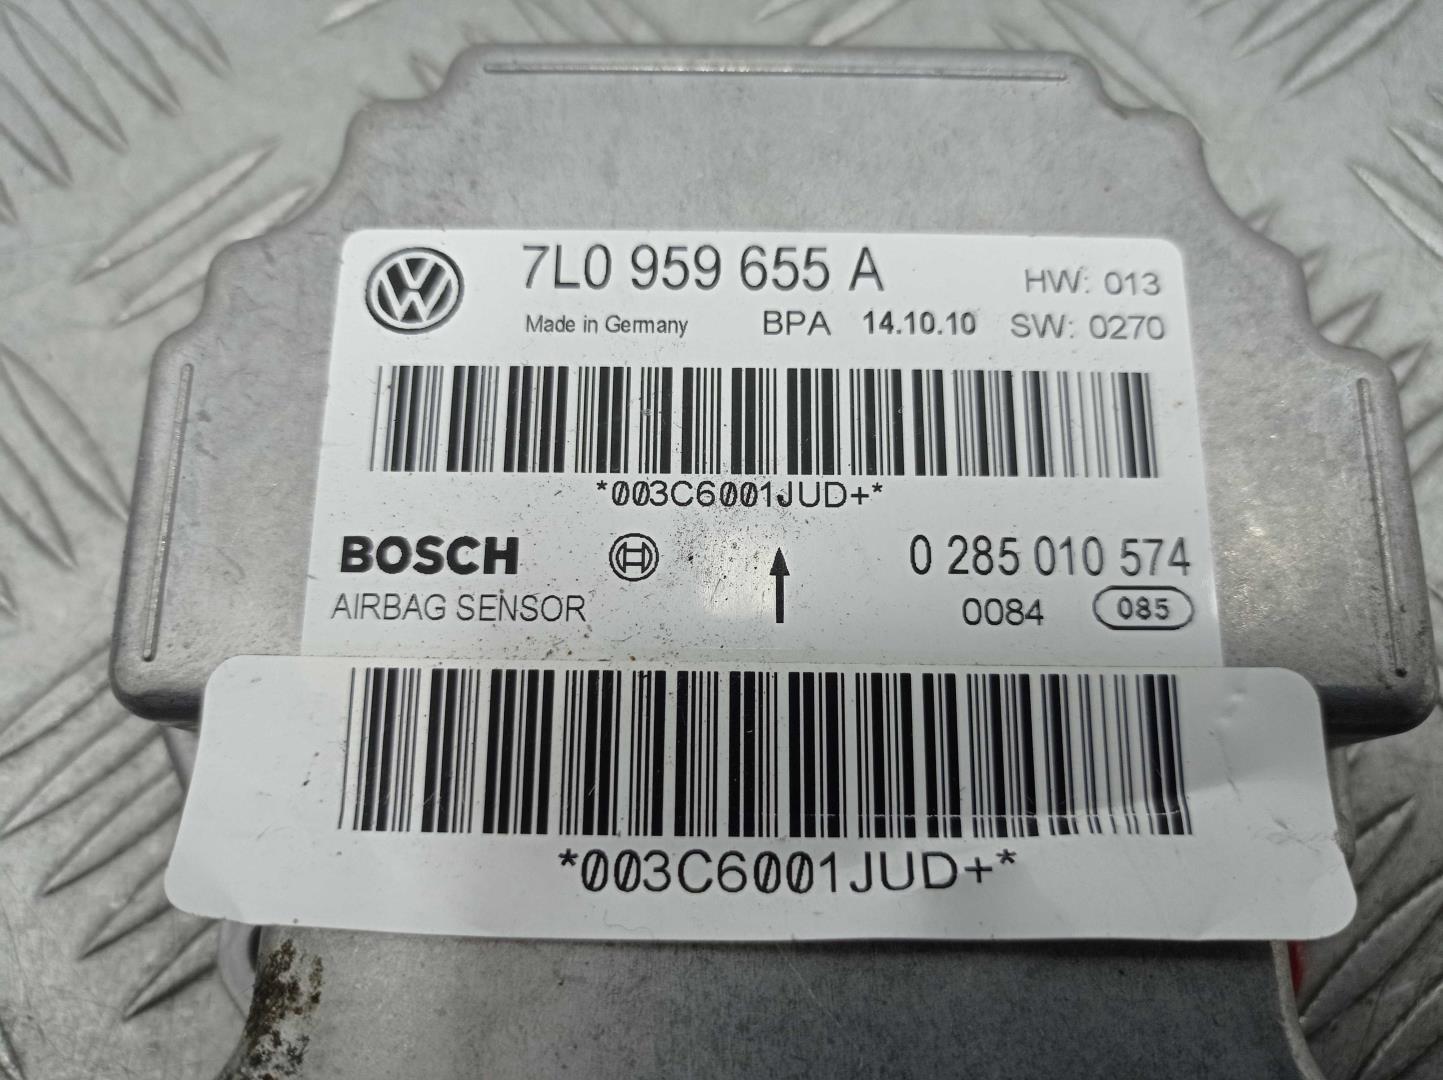 7L0 959 655 A
HW: 013
Made in Germany BPA 14.10.10 SW: 0270
*003C6001JUD+*
BOSCH 0 285 010 574
AIRBAG SENSOR 0084 085
*003C6001JUD+*